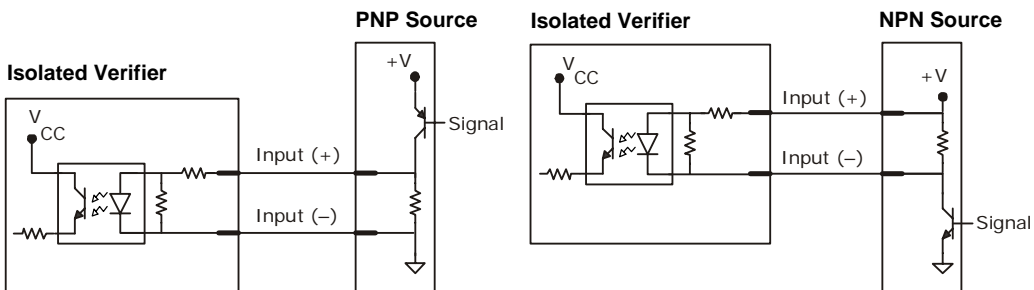 PNP Source
Isolated Verifier
+V
V
CC
Signal
Input (+)
Input (−)
Isolated Verifier
NPN Source
V
CC
+V
Input (+)
Input (−)
Signal